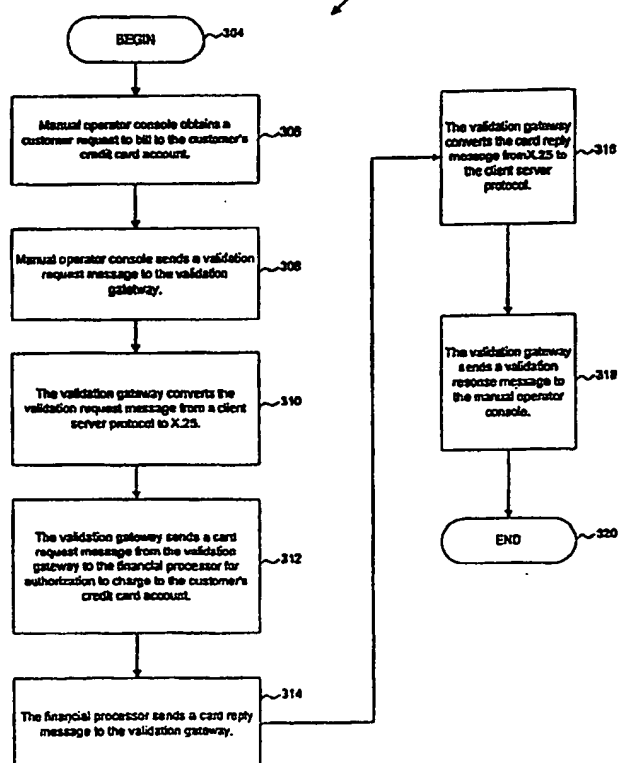 BEGIN
304
Manual operator console obtains a
customer request to bill to the customer's
credit card account.
306
Manual operator console sends a validation
request message to the validation
gateway.
308
The validation gateway converts the
validation request message from a client
server protocol to X.25.
310
The validation gateway sends a card
request message from the validation
gateway to the financial processor for
authorization to charge to the customer's
credit card account.
312
The financial processor sends a card reply
message to the validation gateway.
314
The validation gateway
converts the card reply
message from X.25 to
the client server
protocol.
316
The validation gateway
sends a validation
resonse message to
the manual operator
console.
318
END
320